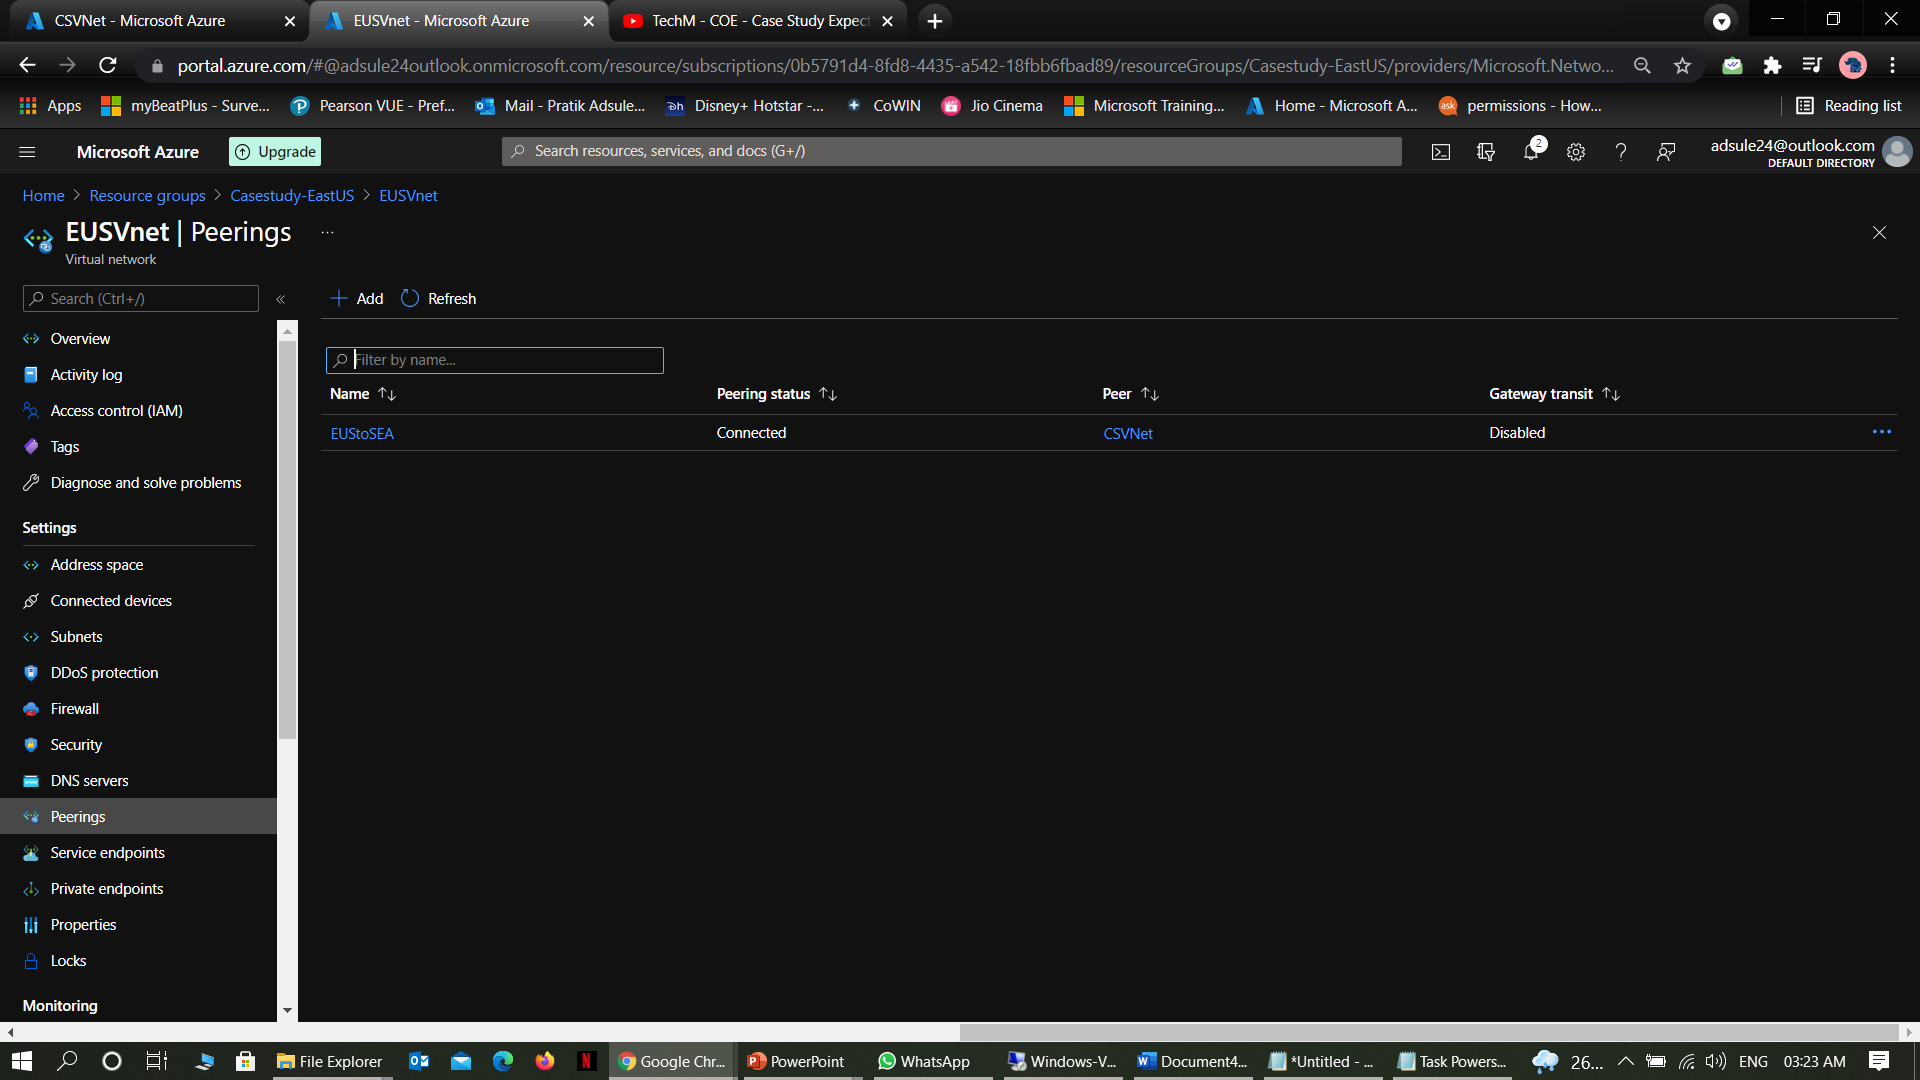 CSVNet - Microsoft Azure
EUSVnet - Microsoft Azure
TechM - COE - Case Study Expect
portal.azure.com/#@adsule24outlook.onmicrosoft.com/resource/subscriptions/0b5791d4-8fd8-4435-a542-18fbb6fbad89/resourceGroups/Casestudy-EastUS/providers/Microsoft.Netwo...
Apps
myBeatPlus - Surve...
Pearson VUE - Pref...
Mail - Pratik Adsule...
Disney+ Hotstar -...
CoWIN
Jio Cinema
Microsoft Training...
Home - Microsoft A...
ask
permissions - How...
Reading list
Microsoft Azure
Upgrade
Search resources, services, and docs (G+/)
2
adsule24@outlook.com
DEFAULT DIRECTORY
Home > Resource groups > Casestudy-EastUS > EUSVnet
EUSVnet | Peerings ...
Virtual network
Search (Ctrl+/)
«
Add
Refresh
Overview
Activity log
Access control (IAM)
Tags
Diagnose and solve problems
Settings
Address space
Connected devices
Subnets
DDoS protection
Firewall
Security
DNS servers
Peerings
Service endpoints
Private endpoints
Properties
Locks
Monitoring
Filter by name...
Name ↑↓ Peering status ↑↓ Peer ↑↓ Gateway transit ↑↓
EUStoSEA Connected CSVNet Disabled ...
File Explorer
Google Chr...
PowerPoint
WhatsApp
Windows-V...
Document4...
*Untitled - ...
Task Powers...
26...
ENG
03:23 AM